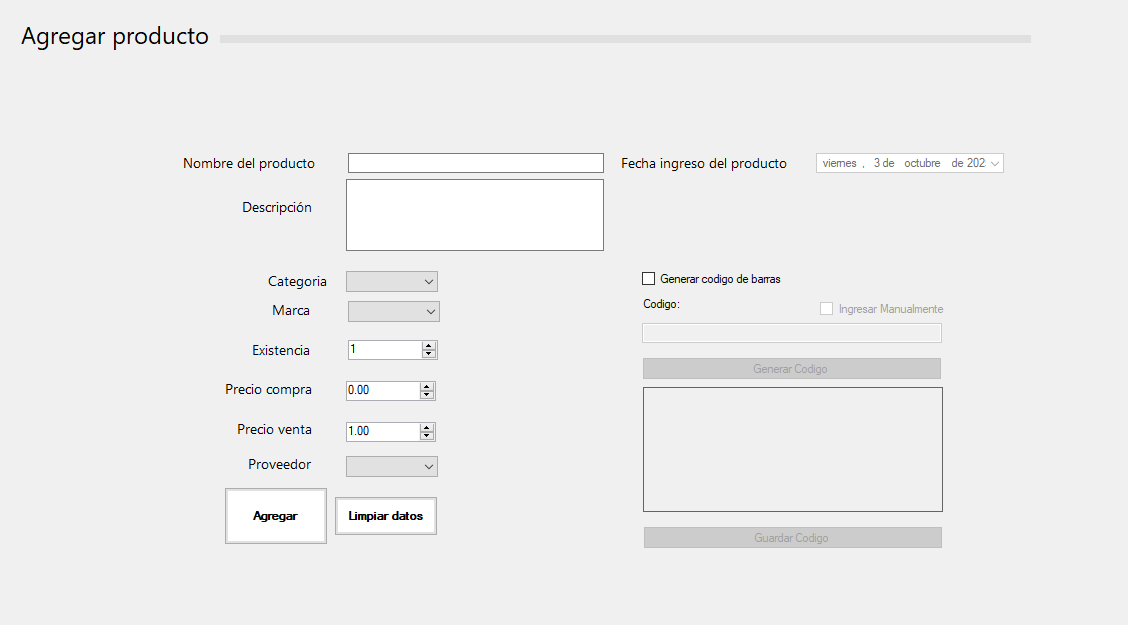 Agregar producto
Nombre del producto
Fecha ingreso del producto
viernes , 3 de octubre de 202
Descripción
Categoria
Marca
Existencia
1
Precio compra
0.00
Precio venta
1.00
Proveedor
Agregar
Limpiar datos
Generar codigo de barras
Codigo:
Ingresar Manualmente
Generar Codigo
Guardar Codigo